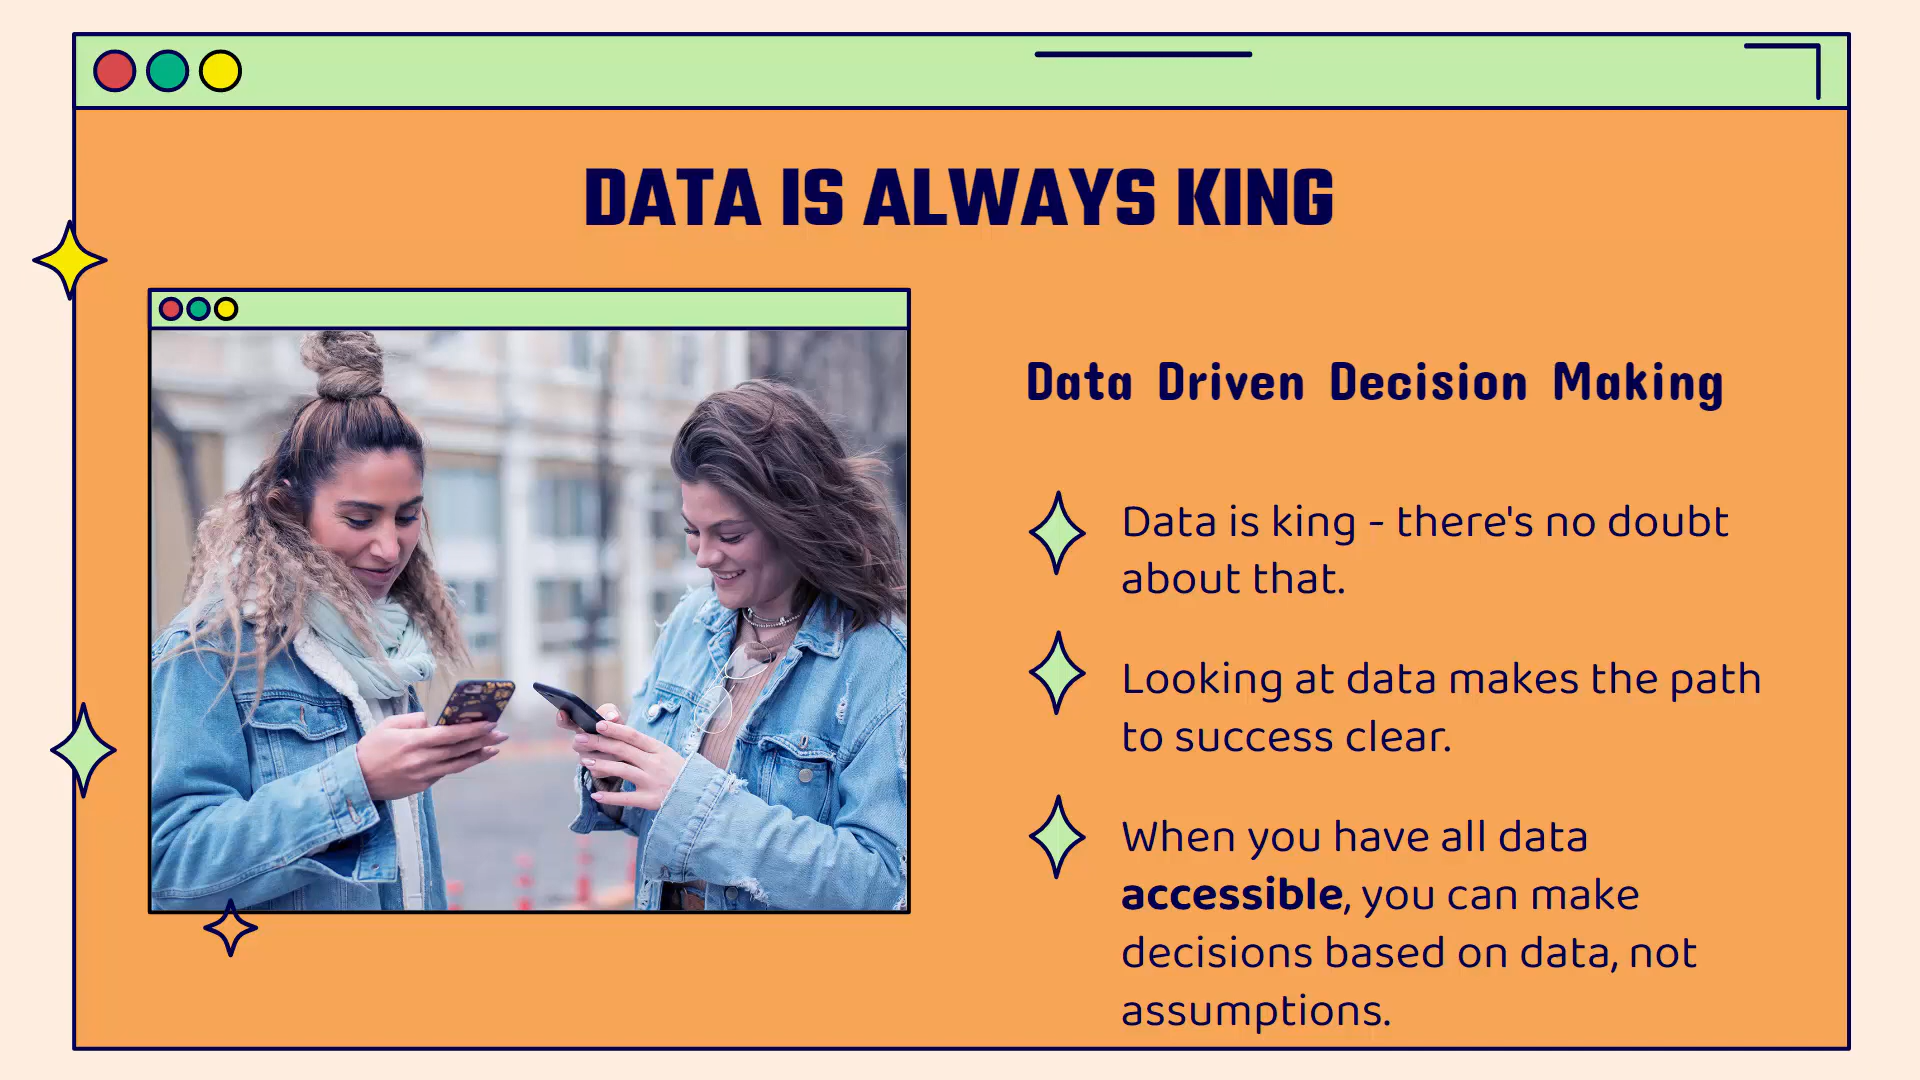 DATA IS ALWAYS KING
Data Driven Decision Making
Data is king - there's no doubt
about that.
Looking at data makes the path
to success clear.
When you have all data
accessible, you can make
decisions based on data, not
assumptions.